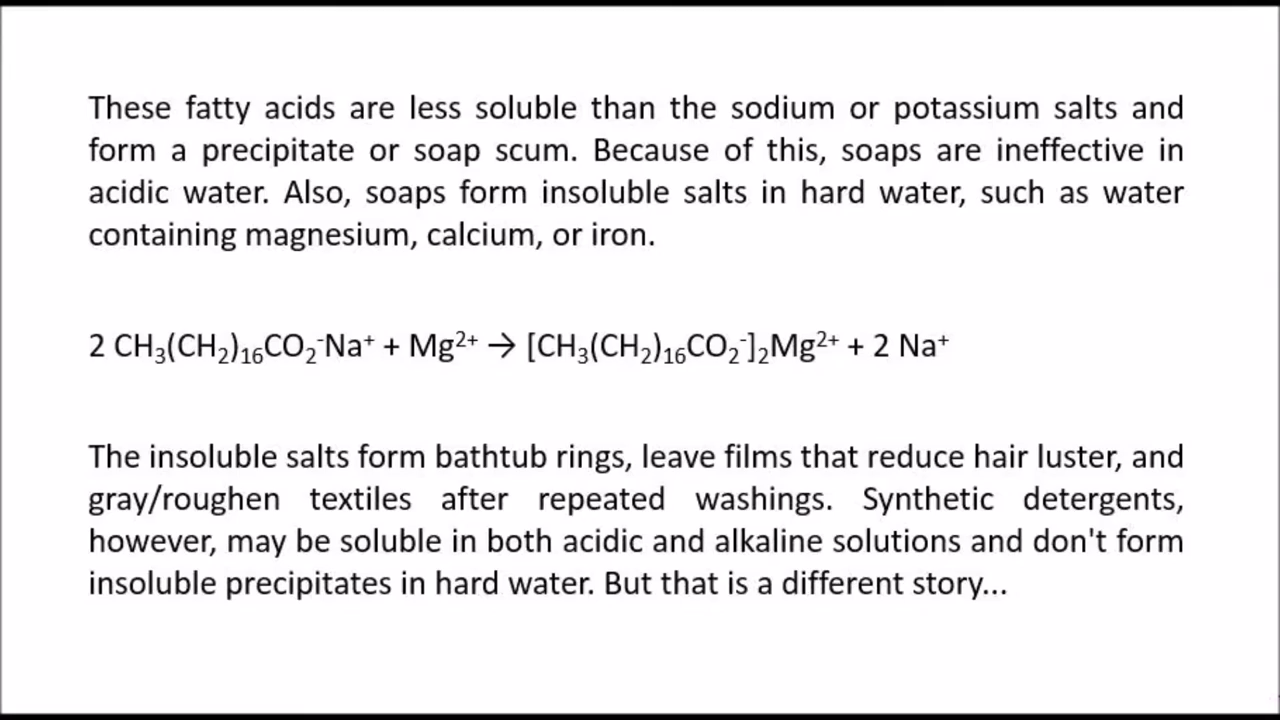 These fatty acids are less soluble than the sodium or potassium salts and
form a precipitate or soap scum. Because of this, soaps are ineffective in
acidic water. Also, soaps form insoluble salts in hard water, such as water
containing magnesium, calcium, or iron.
2 CH₃(CH₂)₁₆CO₂⁻Na⁺ + Mg²⁺ → [CH₃(CH₂)₁₆CO₂⁻]₂Mg²⁺ + 2 Na⁺
The insoluble salts form bathtub rings, leave films that reduce hair luster, and
gray/roughen textiles after repeated washings. Synthetic detergents,
however, may be soluble in both acidic and alkaline solutions and don't form
insoluble precipitates in hard water. But that is a different story...